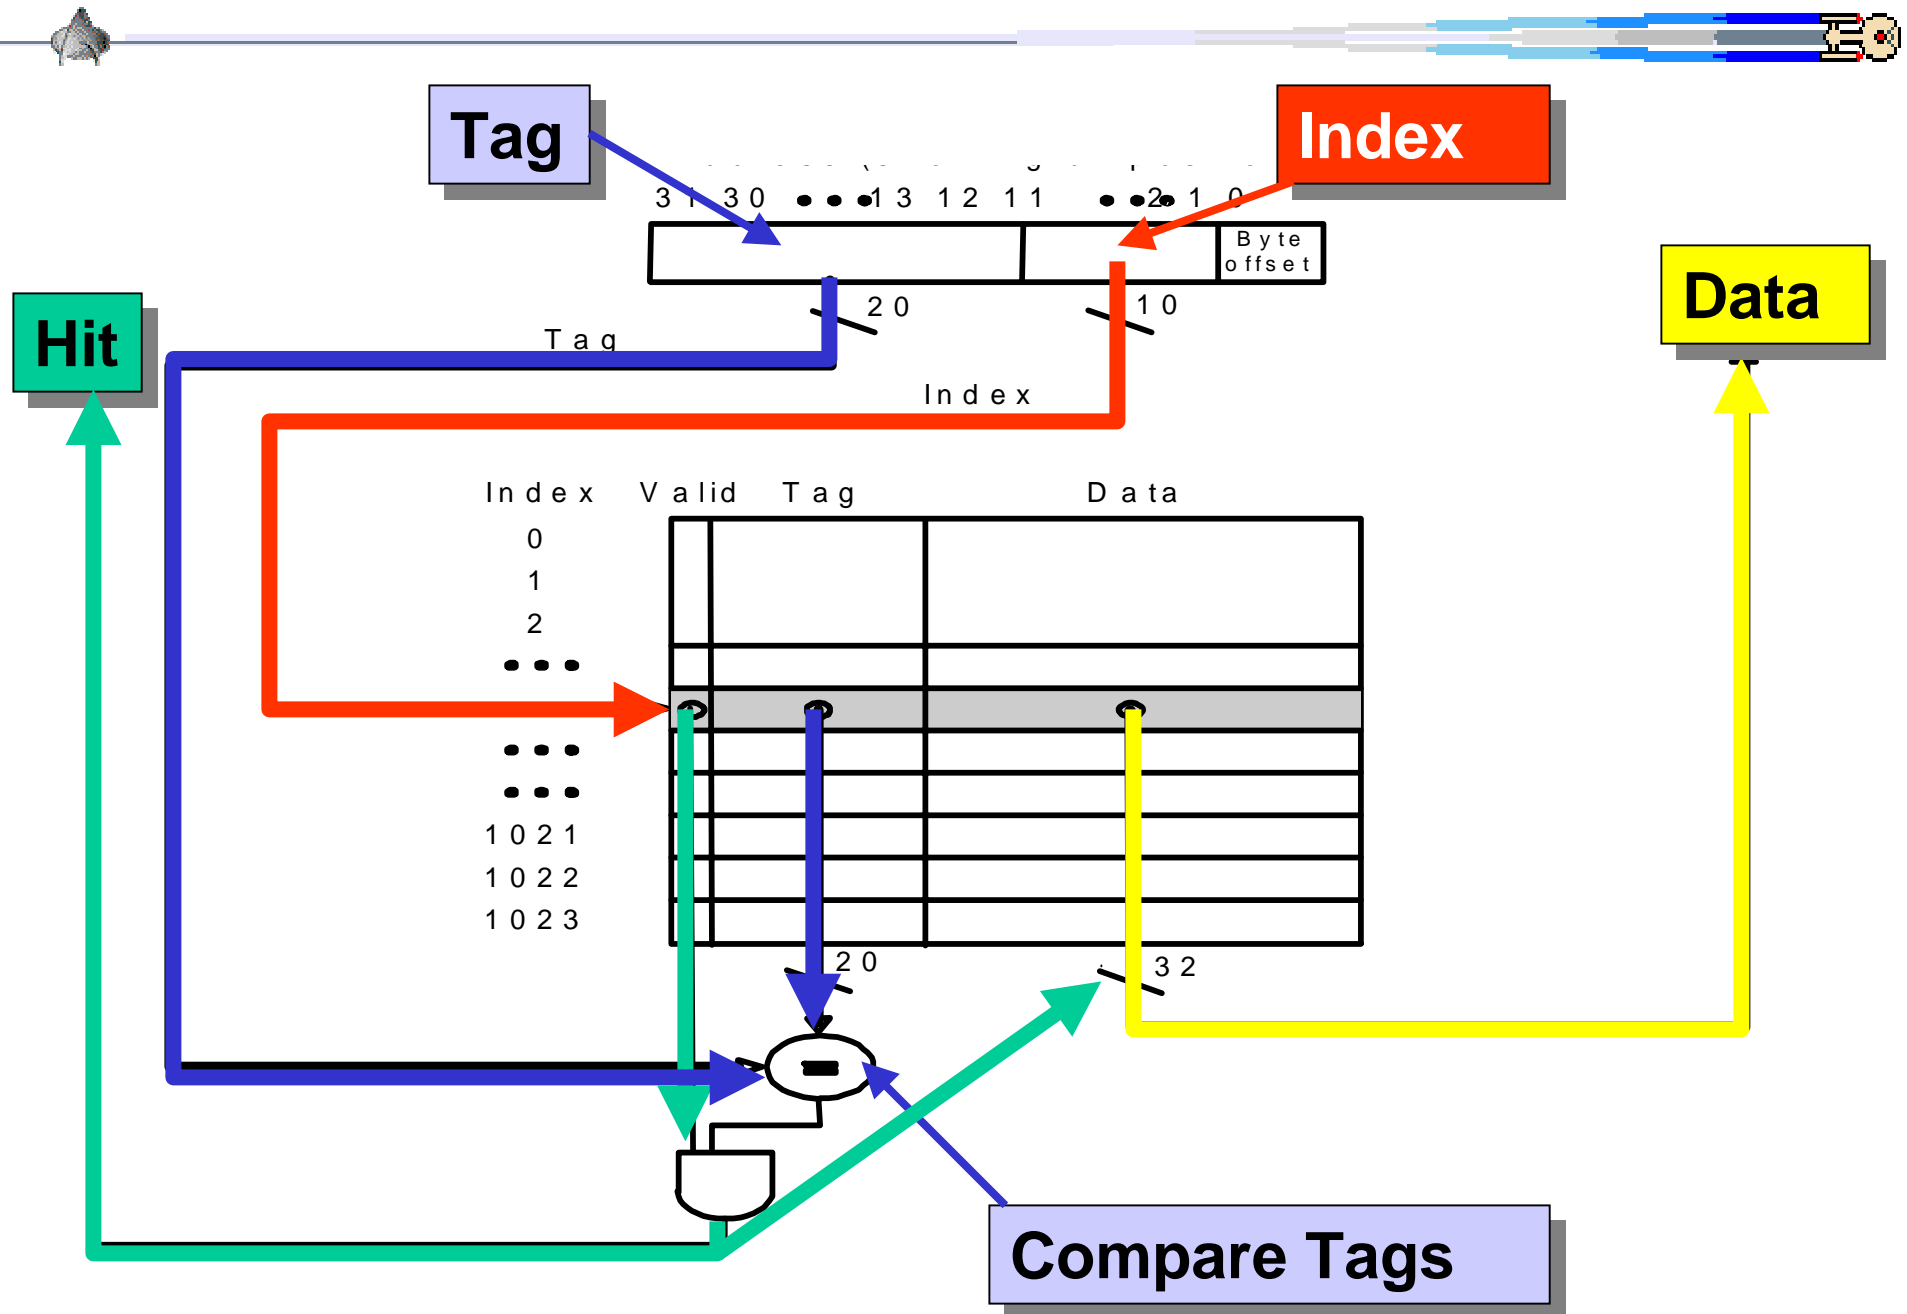 Tag
Index
31 30 ••• 13 12 11 ••• 2 1 0
Byte
offset
Hit
Data
20
10
Tag
Index
Index Valid Tag Data
0
1
2
•••
•••
•••
1021
1022
1023
20
32
=
Compare Tags